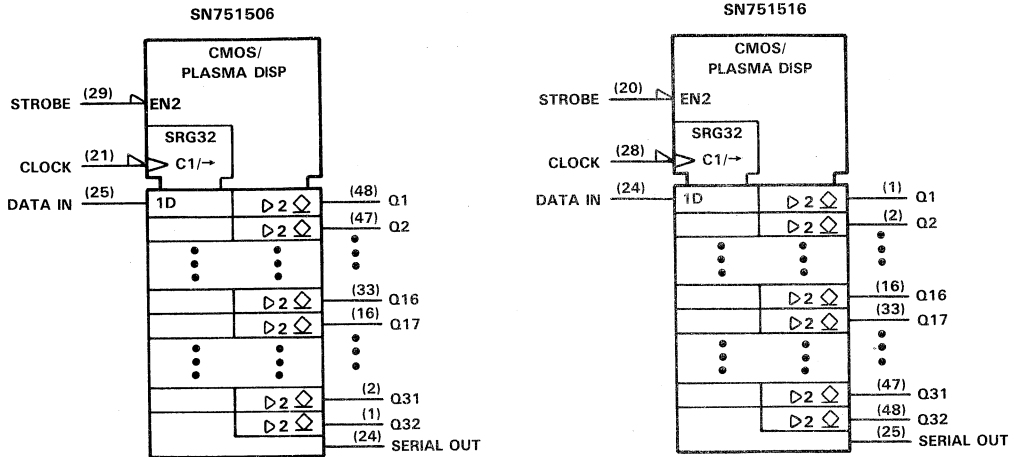 SN751506
CMOS/
PLASMA DISP
STROBE (29) EN2
SRG32
CLOCK (21) C1/→
DATA IN (25) 1D
▷2 (48) Q1
▷2 (47) Q2
▷2 (33) Q16
▷2 (16) Q17
▷2 (2) Q31
▷2 (1) Q32
(24) SERIAL OUT
SN751516
CMOS/
PLASMA DISP
STROBE (20) EN2
SRG32
CLOCK (28) C1/→
DATA IN (24) 1D
▷2 (1) Q1
▷2 (2) Q2
▷2 (16) Q16
▷2 (33) Q17
▷2 (47) Q31
▷2 (48) Q32
(25) SERIAL OUT